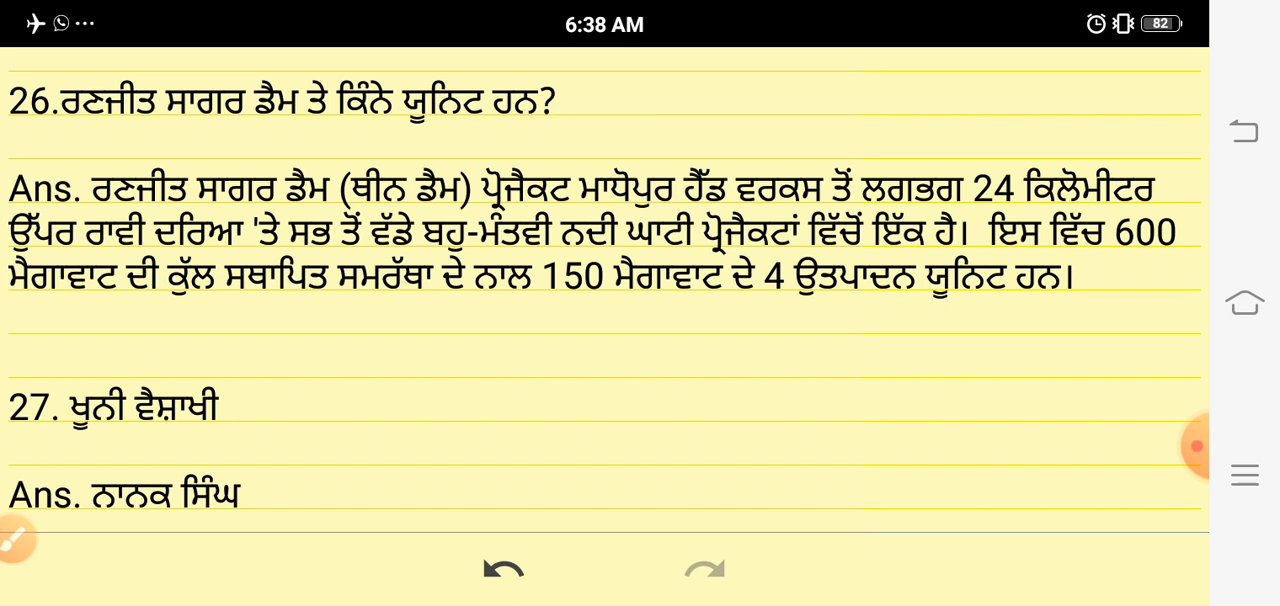 6:38 AM
82
26.ਰਣਜੀਤ ਸਾਗਰ ਡੈਮ ਤੇ ਕਿੰਨੇ ਯੂਨਿਟ ਹਨ?
Ans. ਰਣਜੀਤ ਸਾਗਰ ਡੈਮ (ਥੀਨ ਡੈਮ) ਪ੍ਰੋਜੈਕਟ ਮਾਧੋਪੁਰ ਹੈੱਡ ਵਰਕਸ ਤੋਂ ਲਗਭਗ 24 ਕਿਲੋਮੀਟਰ
ਉੱਪਰ ਰਾਵੀ ਦਰਿਆ 'ਤੇ ਸਭ ਤੋਂ ਵੱਡੇ ਬਹੁ-ਮੰਤਵੀ ਨਦੀ ਘਾਟੀ ਪ੍ਰੋਜੈਕਟਾਂ ਵਿੱਚੋਂ ਇੱਕ ਹੈ। ਇਸ ਵਿੱਚ 600
ਮੈਗਾਵਾਟ ਦੀ ਕੁੱਲ ਸਥਾਪਿਤ ਸਮਰੱਥਾ ਦੇ ਨਾਲ 150 ਮੈਗਾਵਾਟ ਦੇ 4 ਉਤਪਾਦਨ ਯੂਨਿਟ ਹਨ।
27. ਖੂਨੀ ਵੈਸ਼ਾਖੀ
Ans. ਨਾਨਕ ਸਿੰਘ